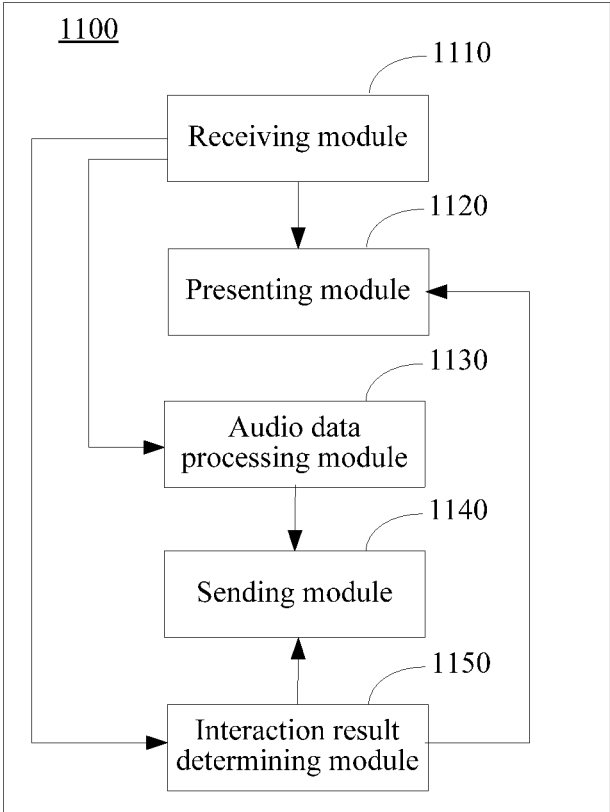 1100
1110
Receiving module
1120
Presenting module
1130
Audio data
processing module
1140
Sending module
1150
Interaction result
determining module